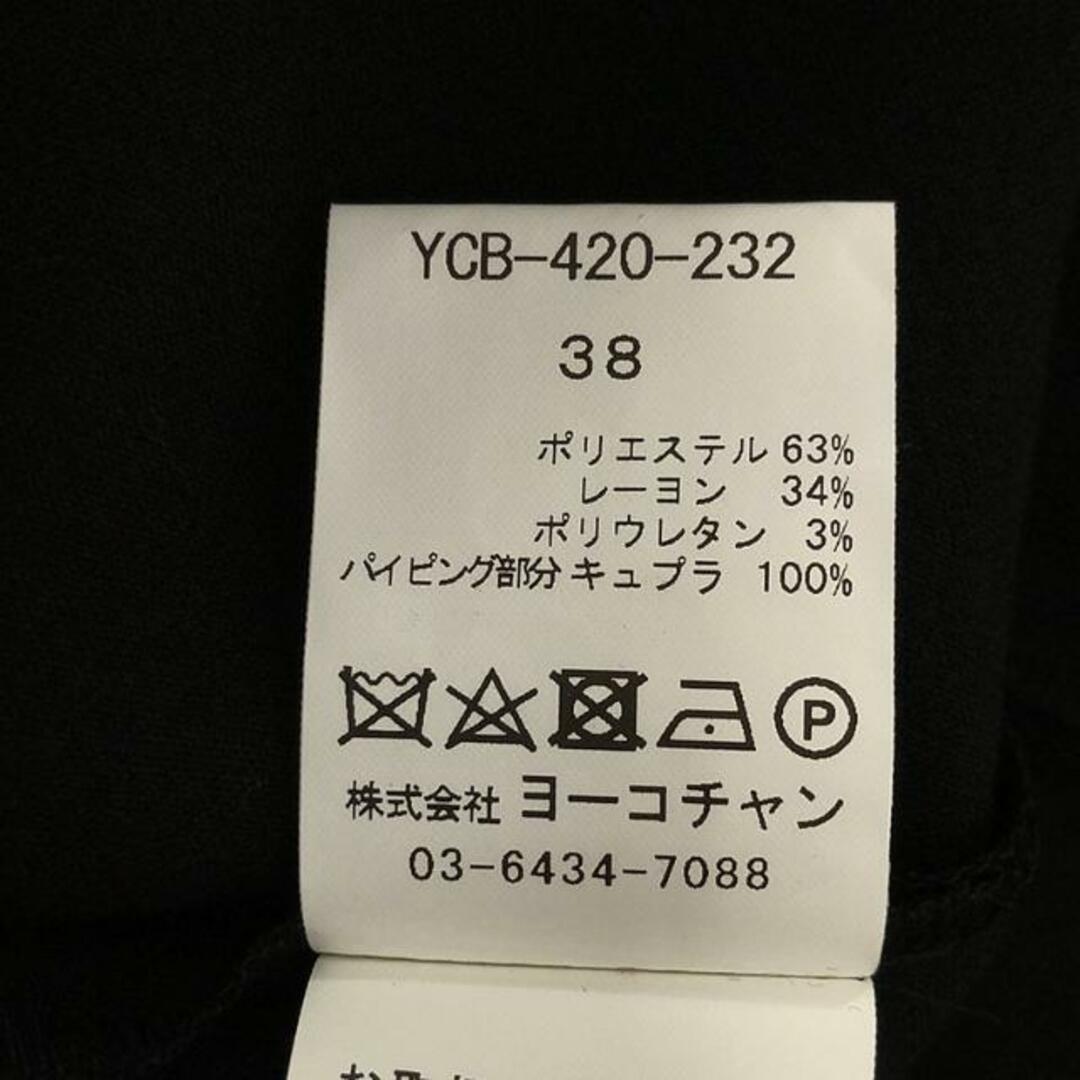 YCB-420-232
38
ポリエステル 63%
レーヨン 34%
ポリウレタン 3%
パイピング部分 キュプラ 100%
P
株式会社 ヨーコチャン
03-6434-7088